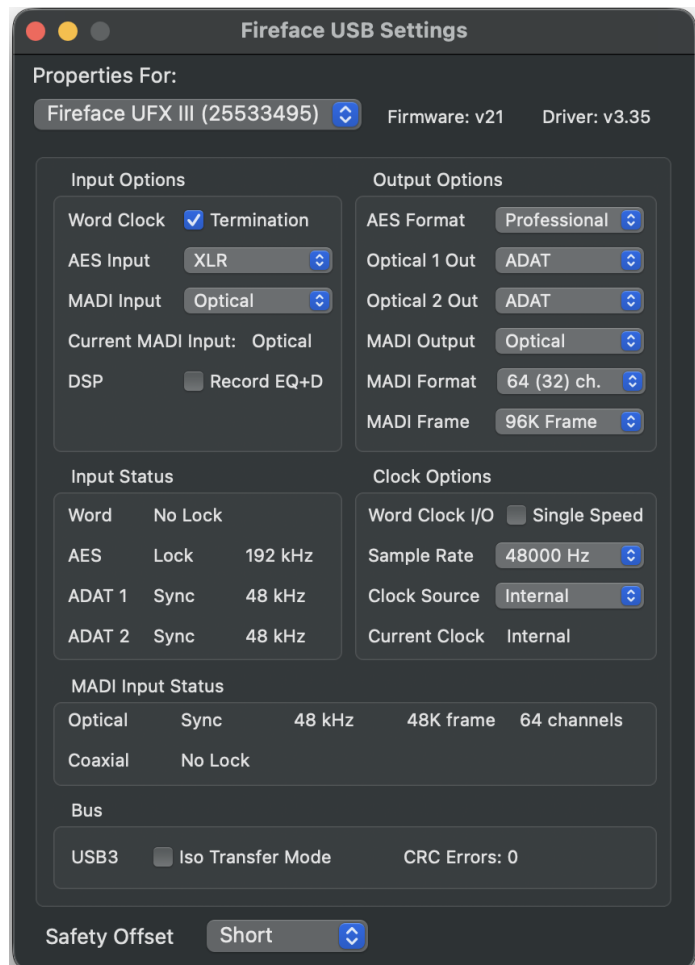 Fireface USB Settings
Properties For:
Fireface UFX III (25533495) Firmware: v21 Driver: v3.35
Input Options
Word Clock Termination
AES Input XLR
MADI Input Optical
Current MADI Input: Optical
DSP Record EQ+D
Output Options
AES Format Professional
Optical 1 Out ADAT
Optical 2 Out ADAT
MADI Output Optical
MADI Format 64 (32) ch.
MADI Frame 96K Frame
Input Status
Word No Lock
AES Lock 192 kHz
ADAT 1 Sync 48 kHz
ADAT 2 Sync 48 kHz
Clock Options
Word Clock I/O Single Speed
Sample Rate 48000 Hz
Clock Source Internal
Current Clock Internal
MADI Input Status
Optical Sync 48 kHz 48K frame 64 channels
Coaxial No Lock
Bus
USB3 Iso Transfer Mode CRC Errors: 0
Safety Offset Short